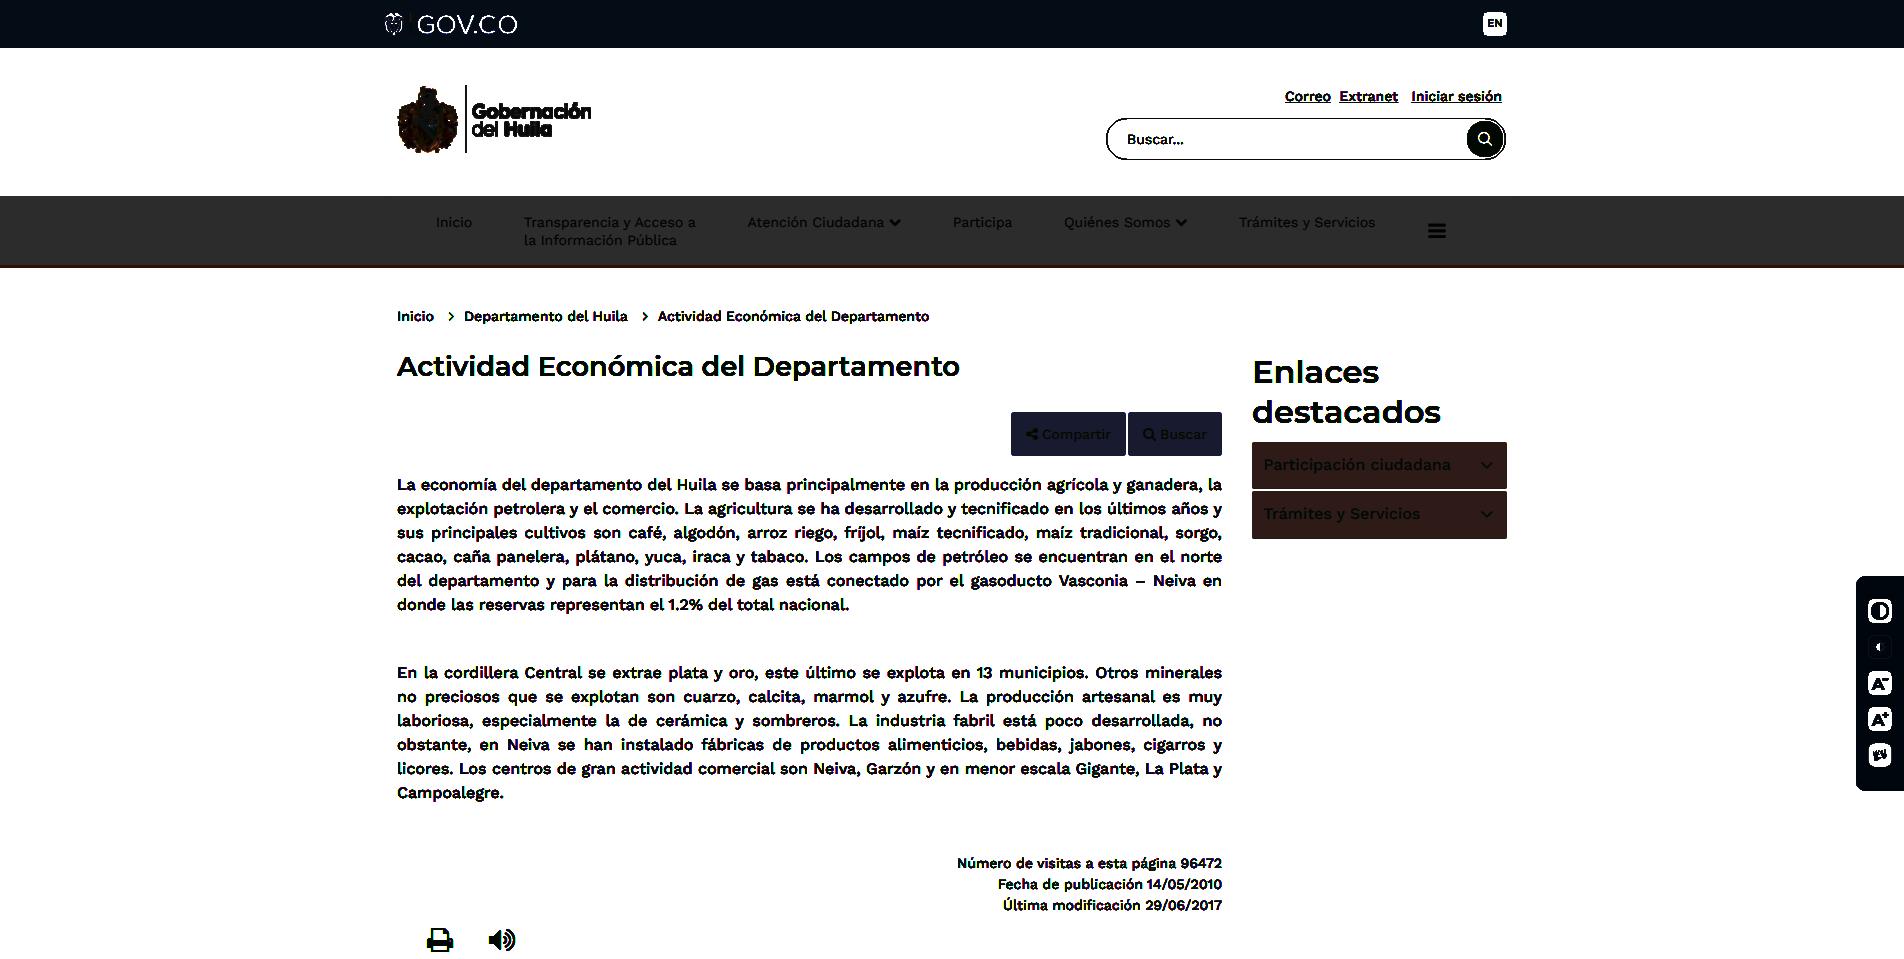 GOV.CO
EN
Gobernación
del Huila
Correo Extranet Iniciar sesión
Buscar...
Inicio
Transparencia y Acceso a
la Información Pública
Atención Ciudadana
Participa
Quiénes Somos
Trámites y Servicios
Inicio > Departamento del Huila > Actividad Económica del Departamento
Actividad Económica del Departamento
Compartir Buscar
La economía del departamento del Huila se basa principalmente en la producción agrícola y ganadera, la
explotación petrolera y el comercio. La agricultura se ha desarrollado y tecnificado en los últimos años y
sus principales cultivos son café, algodón, arroz riego, fríjol, maíz tecnificado, maíz tradicional, sorgo,
cacao, caña panelera, plátano, yuca, iraca y tabaco. Los campos de petróleo se encuentran en el norte
del departamento y para la distribución de gas está conectado por el gasoducto Vasconia – Neiva en
donde las reservas representan el 1.2% del total nacional.
En la cordillera Central se extrae plata y oro, este último se explota en 13 municipios. Otros minerales
no preciosos que se explotan son cuarzo, calcita, marmol y azufre. La producción artesanal es muy
laboriosa, especialmente la de cerámica y sombreros. La industria fabril está poco desarrollada, no
obstante, en Neiva se han instalado fábricas de productos alimenticios, bebidas, jabones, cigarros y
licores. Los centros de gran actividad comercial son Neiva, Garzón y en menor escala Gigante, La Plata y
Campoalegre.
Número de visitas a esta página 96472
Fecha de publicación 14/05/2010
Última modificación 29/06/2017
Enlaces
destacados
Participación ciudadana
Trámites y Servicios
A-
A+